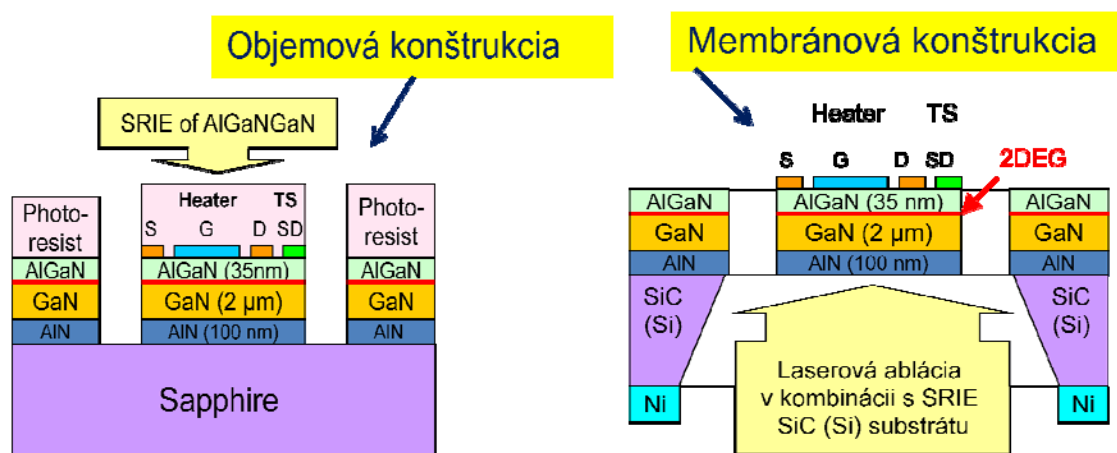 Objemová konštrukcia
SRIE of AlGaNGaN
Photo-
resist
Heater TS
S G D SD
Photo-
resist
AlGaN
AlGaN (35nm)
AlGaN
GaN
GaN (2 µm)
GaN
AlN
AlN (100 nm)
AlN
Sapphire
Membránová konštrukcia
Heater TS
S G D SD
2DEG
AlGaN
AlGaN (35 nm)
AlGaN
GaN
GaN (2 µm)
GaN
AlN
AlN (100 nm)
AlN
SiC
(Si)
SiC
(Si)
Laserová ablácia
v kombinácii s SRIE
SiC (Si) substrátu
Ni
Ni